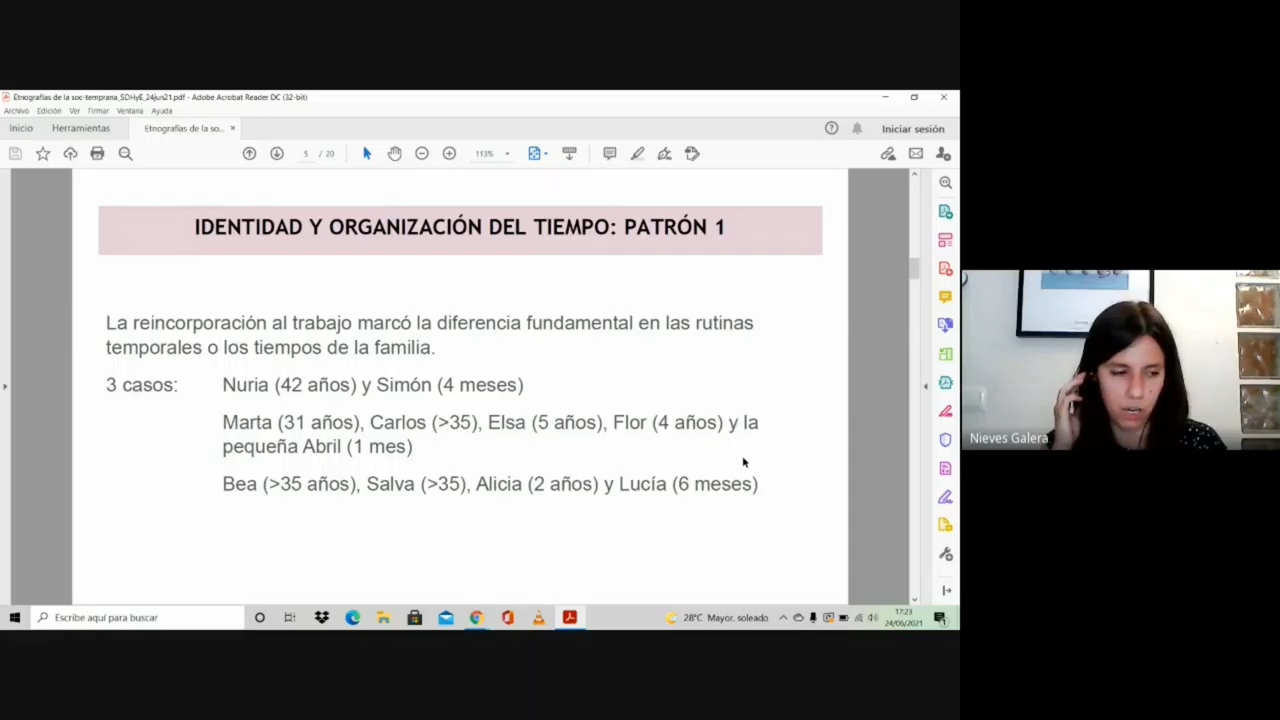 Etnografías de la soc-temprana_SDHyE_24jun21.pdf - Adobe Acrobat Reader DC (32-bit)
Archivo Edición Ver Firmar Ventana Ayuda
Inicio Herramientas Etnografías de la so... × Iniciar sesión
5 / 20 113%
IDENTIDAD Y ORGANIZACIÓN DEL TIEMPO: PATRÓN 1
La reincorporación al trabajo marcó la diferencia fundamental en las rutinas
temporales o los tiempos de la familia.
3 casos: Nuria (42 años) y Simón (4 meses)
Marta (31 años), Carlos (>35), Elsa (5 años), Flor (4 años) y la
pequeña Abril (1 mes)
Bea (>35 años), Salva (>35), Alicia (2 años) y Lucía (6 meses)
Nieves Galera
Escribe aquí para buscar
28°C Mayor. soleado
17:23
24/06/2021